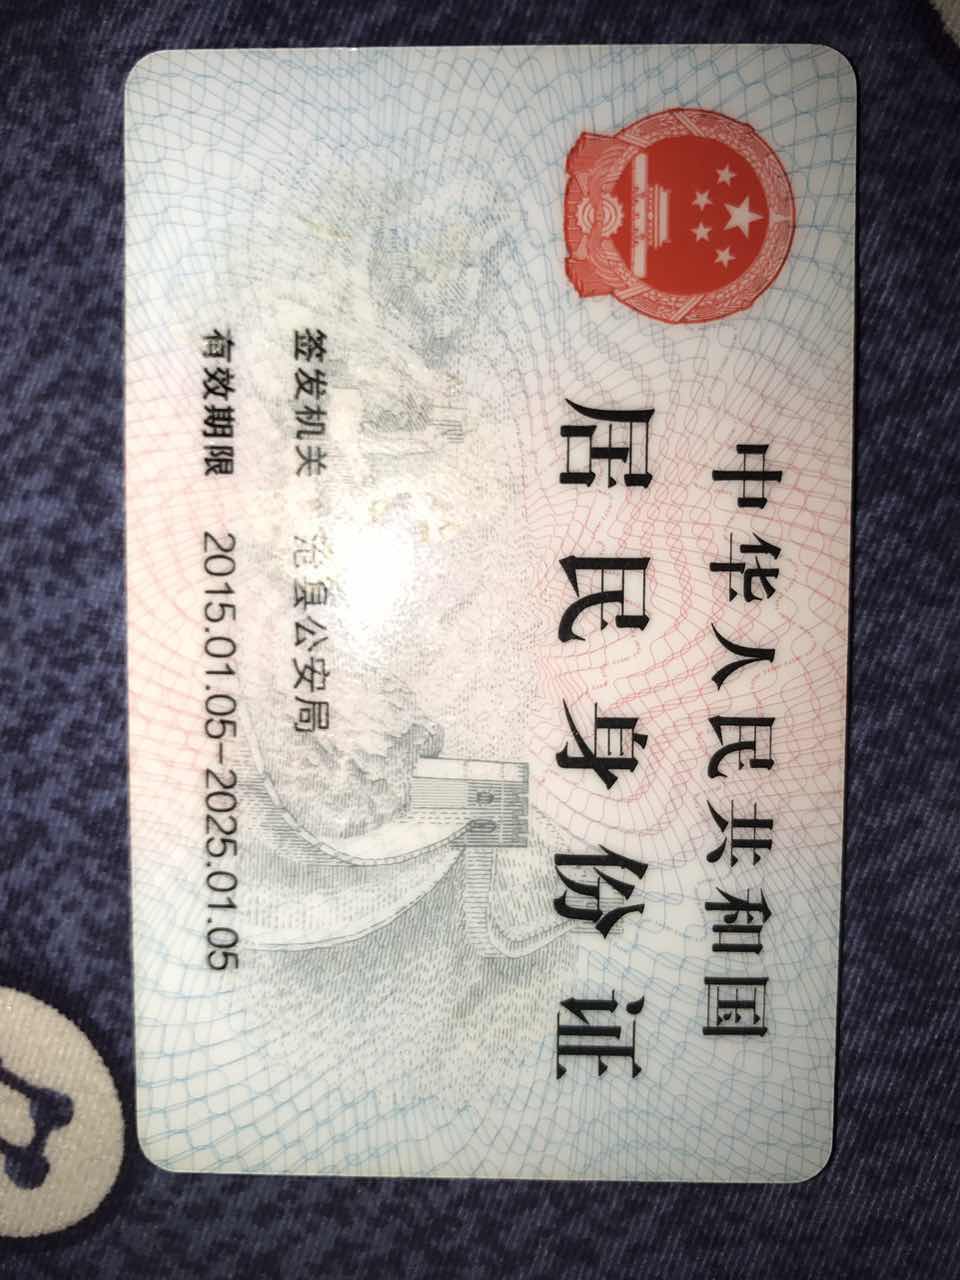 中华人民共和国
居民身份证
签发机关 范县公安局
有效期限 2015.01.05-2025.01.05